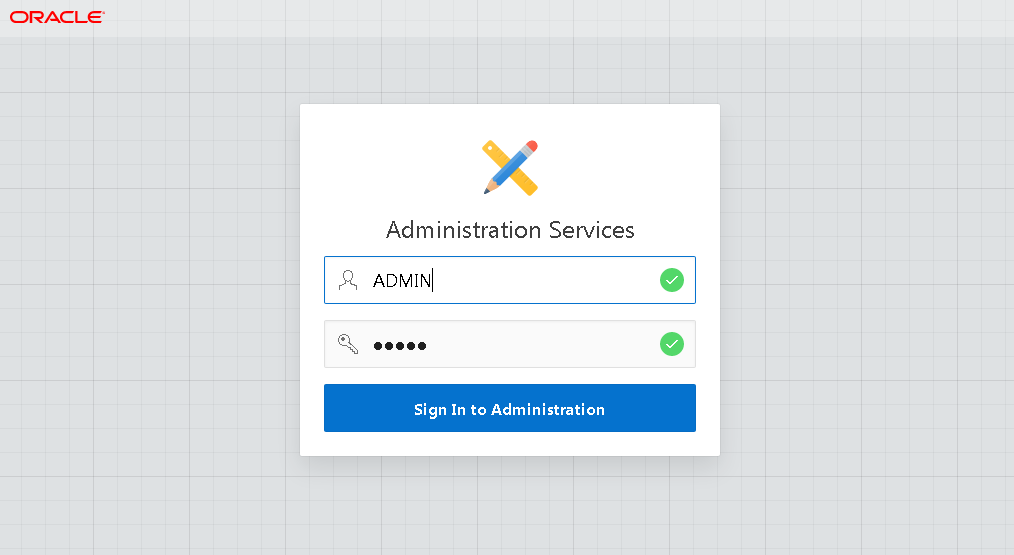 ORACLE
Administration Services
ADMIN
●●●●●
Sign In to Administration